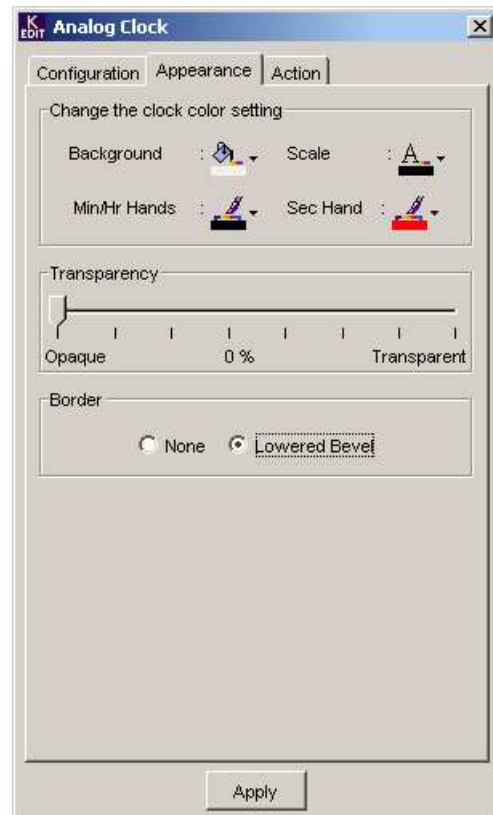 K EDIT Analog Clock
Configuration Appearance Action
Change the clock color setting
Background : Scale : A
Min/Hr Hands : Sec Hand :
Transparency
Opaque 0 % Transparent
Border
None Lowered Bevel
Apply